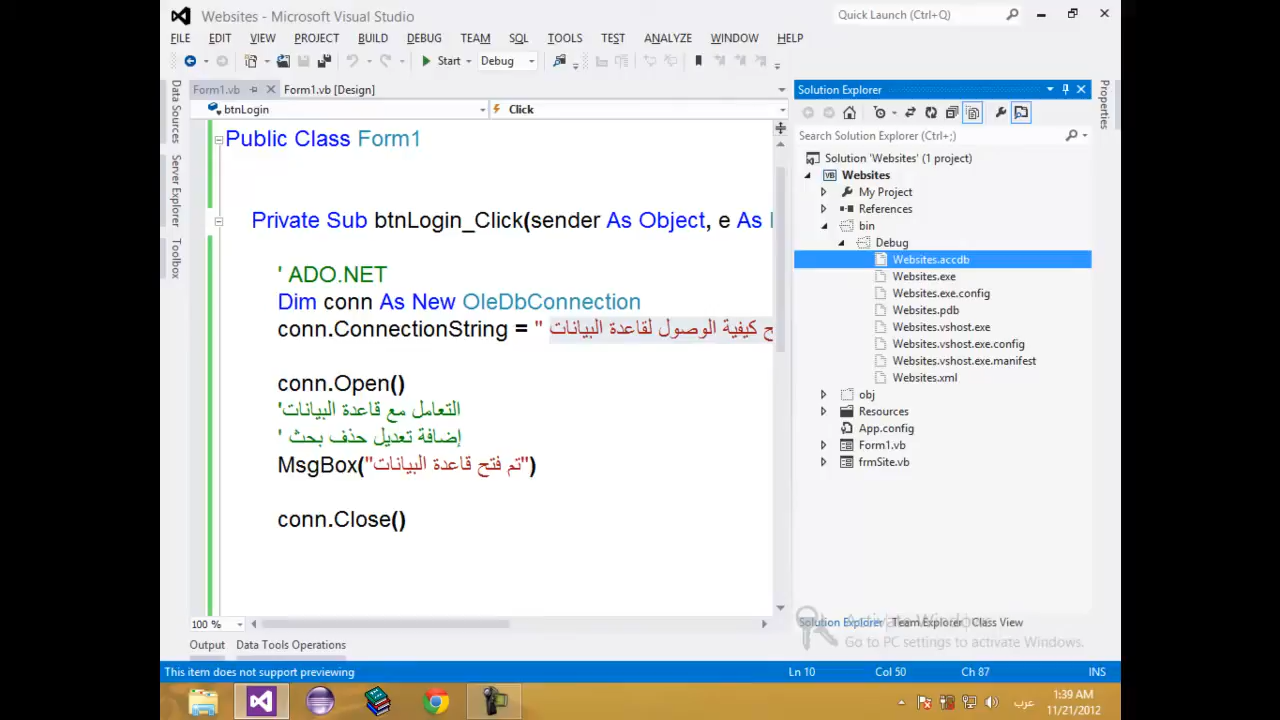 Websites - Microsoft Visual Studio
Quick Launch (Ctrl+Q)
FILE EDIT VIEW PROJECT BUILD DEBUG TEAM SQL TOOLS TEST ANALYZE WINDOW HELP
Start Debug
Data Sources
Server Explorer
Toolbox
Form1.vb Form1.vb [Design]
btnLogin Click
Public Class Form1
Private Sub btnLogin_Click(sender As Object, e As
' ADO.NET
Dim conn As New OleDbConnection
conn.ConnectionString = " كيفية الوصول لقاعدة البيانات
conn.Open()
'التعامل مع قاعدة البيانات
' إضافة تعديل حذف بحث
MsgBox("تم فتح قاعدة البيانات")
conn.Close()
100 %
Solution Explorer
Properties
Search Solution Explorer (Ctrl+;)
Solution 'Websites' (1 project)
VB Websites
My Project
References
bin
Debug
Websites.accdb
Websites.exe
Websites.exe.config
Websites.pdb
Websites.vshost.exe
Websites.vshost.exe.config
Websites.vshost.exe.manifest
Websites.xml
obj
Resources
App.config
Form1.vb
frmSite.vb
Activate Windows
Solution Explorer Team Explorer Class View
Go to PC settings to activate Windows.
Output Data Tools Operations
This item does not support previewing Ln 10 Col 50 Ch 87 INS
عرب
1:39 AM
11/21/2012